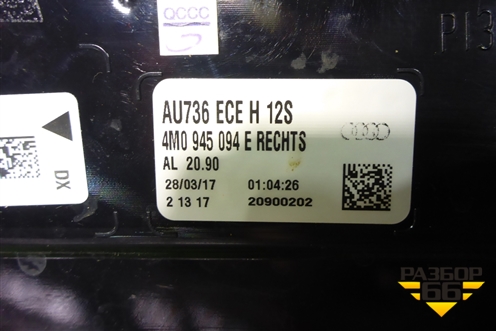 QCCC
PI3
AU736 ECE H 12S
4M0 945 094 E RECHTS
AL 20.90
28/03/17 01:04:26
2 13 17 20900202
DX
РАЗБОР
66